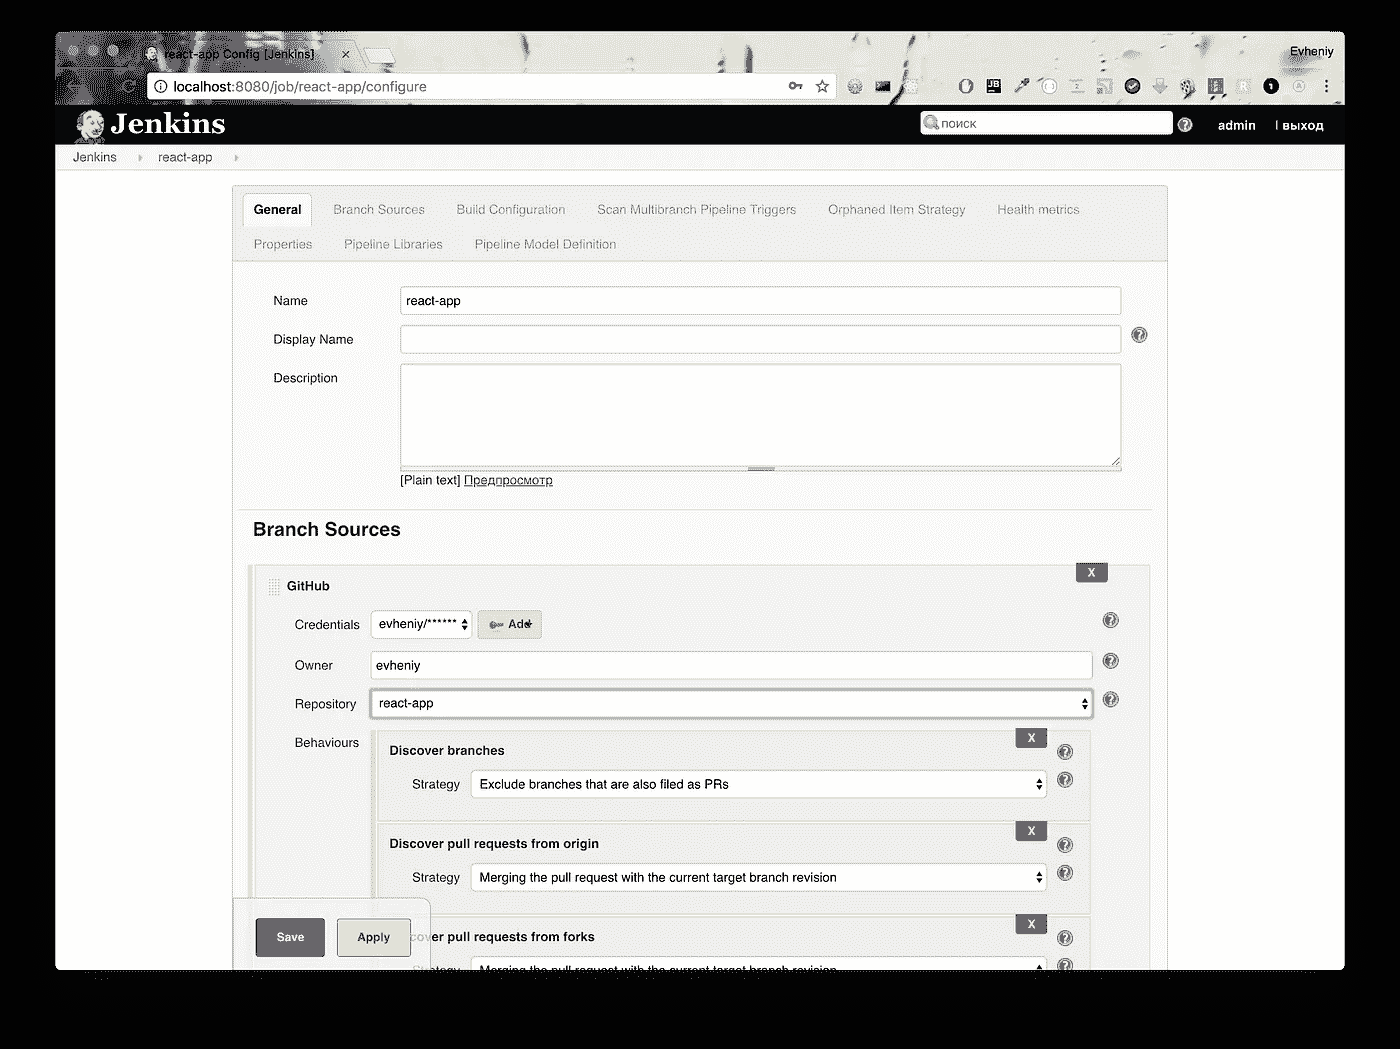 react-app Config [Jenkins]
Evheniy
localhost:8080/job/react-app/configure
Jenkins
поиск
admin
| выход
Jenkins
react-app
General
Branch Sources
Build Configuration
Scan Multibranch Pipeline Triggers
Orphaned Item Strategy
Health metrics
Properties
Pipeline Libraries
Pipeline Model Definition
Name
react-app
Display Name
Description
[Plain text] Предпросмотр
Branch Sources
X
GitHub
Credentials
evheniy/******
Add
Owner
evheniy
Repository
react-app
Behaviours
X
Discover branches
Strategy
Exclude branches that are also filed as PRs
X
Discover pull requests from origin
Strategy
Merging the pull request with the current target branch revision
X
cover pull requests from forks
Strategy
Merging the pull request with the current target branch revision
Save
Apply